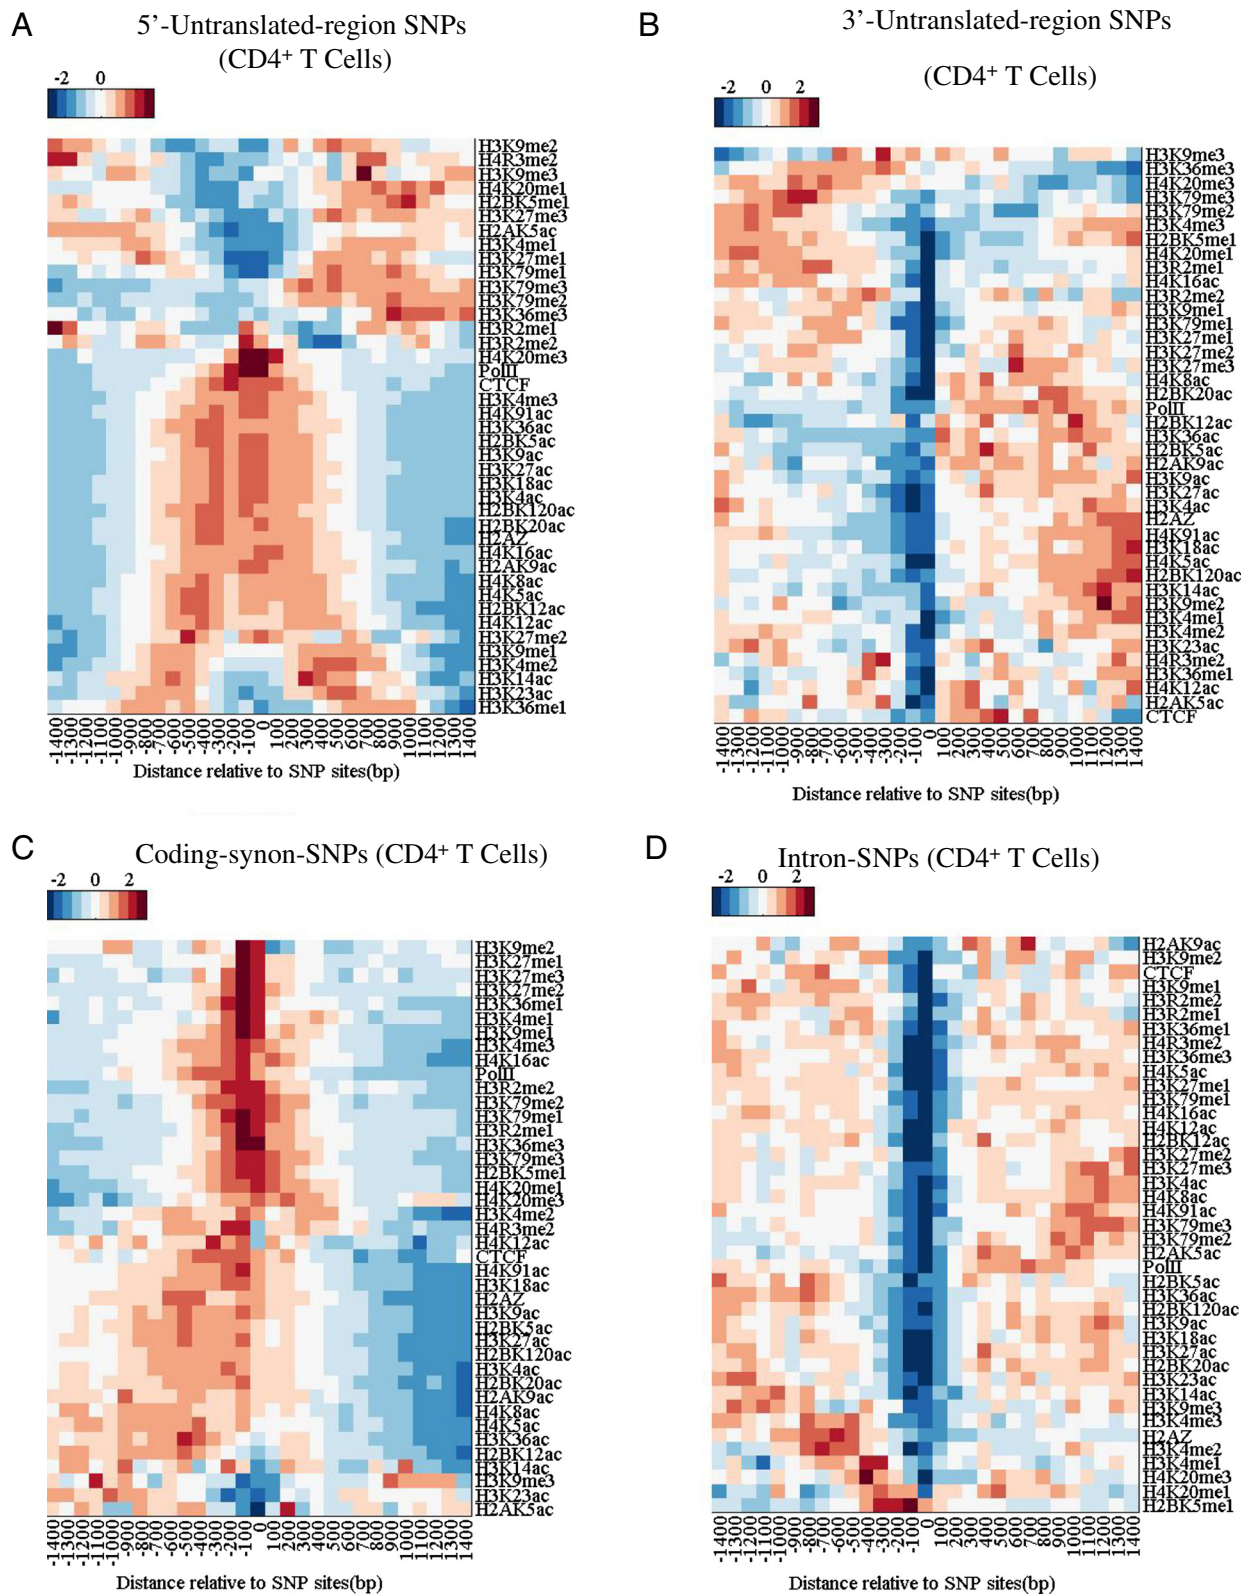 A
5’-Untranslated-region SNPs
(CD4+ T Cells)
-2 0
H3K9me2
H4R3me2
H3K9me3
H4K20me1
H2BK5me1
H3K27me3
H2AK5ac
H3K4me1
H3K27me1
H3K79me1
H3K79me3
H3K79me2
H3K36me3
H3R2me1
H3R2me2
H4K20me3
PolII
CTCF
H3K4me3
H4K91ac
H3K36ac
H2BK5ac
H3K9ac
H3K27ac
H3K18ac
H3K4ac
H2BK120ac
H2BK20ac
H2AZ
H4K16ac
H2AK9ac
H4K8ac
H4K5ac
H2BK12ac
H4K12ac
H3K27me2
H3K9me1
H3K4me2
H3K14ac
H3K23ac
H3K36me1
-1400 -1300 -1200 -1100 -1000 -900 -800 -700 -600 -500 -400 -300 -200 -100 0 100 200 300 400 500 600 700 800 900 1000 1100 1200 1300 1400
Distance relative to SNP sites(bp)
B
3’-Untranslated-region SNPs
(CD4+ T Cells)
-2 0 2
H3K9me3
H3K36me3
H4K20me3
H3K79me3
H3K79me2
H3K4me3
H2BK5me1
H4K20me1
H3R2me1
H4K16ac
H3R2me2
H3K9me1
H3K79me1
H3K27me1
H3K27me2
H3K27me3
H4K8ac
H2BK20ac
PolII
H2BK12ac
H3K36ac
H2BK5ac
H2AK9ac
H3K9ac
H3K27ac
H3K4ac
H2AZ
H4K91ac
H3K18ac
H4K5ac
H2BK120ac
H3K14ac
H3K9me2
H3K4me1
H3K4me2
H3K23ac
H4R3me2
H3K36me1
H4K12ac
H2AK5ac
CTCF
-1400 -1300 -1200 -1100 -1000 -900 -800 -700 -600 -500 -400 -300 -200 -100 0 100 200 300 400 500 600 700 800 900 1000 1100 1200 1300 1400
Distance relative to SNP sites(bp)
C
Coding-synon-SNPs (CD4+ T Cells)
-2 0 2
H3K9me2
H3K27me1
H3K27me3
H3K27me2
H3K36me1
H3K4me1
H3K9me1
H3K4me3
H4K16ac
PolII
H3R2me2
H3K79me2
H3K79me1
H3R2me1
H3K36me3
H3K79me3
H2BK5me1
H4K20me1
H4K20me3
H3K4me2
H4R3me2
H4K12ac
CTCF
H4K91ac
H3K18ac
H2AZ
H3K9ac
H2BK5ac
H3K27ac
H2BK120ac
H3K4ac
H2BK20ac
H2AK9ac
H4K8ac
H4K5ac
H3K36ac
H2BK12ac
H3K14ac
H3K9me3
H3K23ac
H2AK5ac
-1400 -1300 -1200 -1100 -1000 -900 -800 -700 -600 -500 -400 -300 -200 -100 0 100 200 300 400 500 600 700 800 900 1000 1100 1200 1300 1400
Distance relative to SNP sites(bp)
D
Intron-SNPs (CD4+ T Cells)
-2 0 2
H2AK9ac
H3K9me2
CTCF
H3K9me1
H3R2me2
H3R2me1
H3K36me1
H4R3me2
H3K36me3
H4K5ac
H3K27me1
H3K79me1
H4K16ac
H4K12ac
H2BK12ac
H3K27me2
H3K27me3
H3K4ac
H4K8ac
H4K91ac
H3K79me3
H3K79me2
H2AK5ac
PolII
H2BK5ac
H3K36ac
H2BK120ac
H3K9ac
H3K18ac
H3K27ac
H2BK20ac
H3K23ac
H3K14ac
H3K9me3
H3K4me3
H2AZ
H3K4me2
H3K4me1
H4K20me3
H4K20me1
H2BK5me1
-1400 -1300 -1200 -1100 -1000 -900 -800 -700 -600 -500 -400 -300 -200 -100 0 100 200 300 400 500 600 700 800 900 1000 1100 1200 1300 1400
Distance relative to SNP sites(bp)